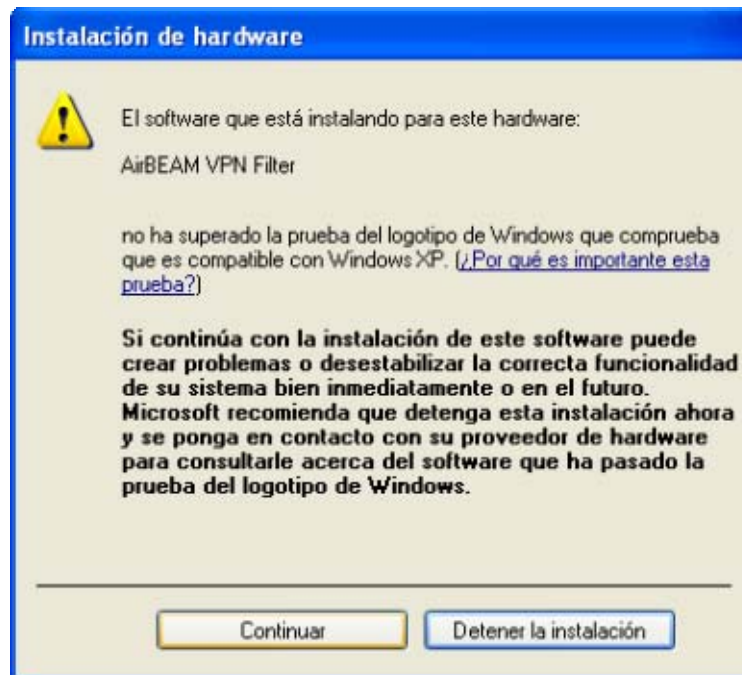 Instalación de hardware
El software que está instalando para este hardware:
AirBEAM VPN Filter
no ha superado la prueba del logotipo de Windows que comprueba
que es compatible con Windows XP. (¿Por qué es importante esta
prueba?)
Si continúa con la instalación de este software puede
crear problemas o desestabilizar la correcta funcionalidad
de su sistema bien inmediatamente o en el futuro.
Microsoft recomienda que detenga esta instalación ahora
y se ponga en contacto con su proveedor de hardware
para consultarle acerca del software que ha pasado la
prueba del logotipo de Windows.
Continuar
Detener la instalación